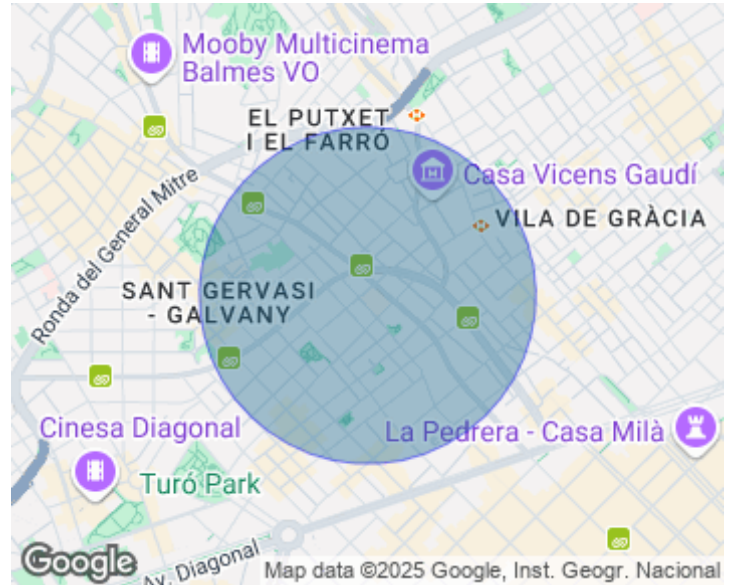 Mooby Multicinema
Balmes VO
EL PUTXET
I EL FARRÓ
Casa Vicens Gaudí
VILA DE GRÀCIA
Ronda del General Mitre
SANT GERVASI
- GALVANY
Cinesa Diagonal
La Pedrera - Casa Milà
Turó Park
Av. Diagonal
Google
Map data ©2025 Google, Inst. Geogr. Nacional